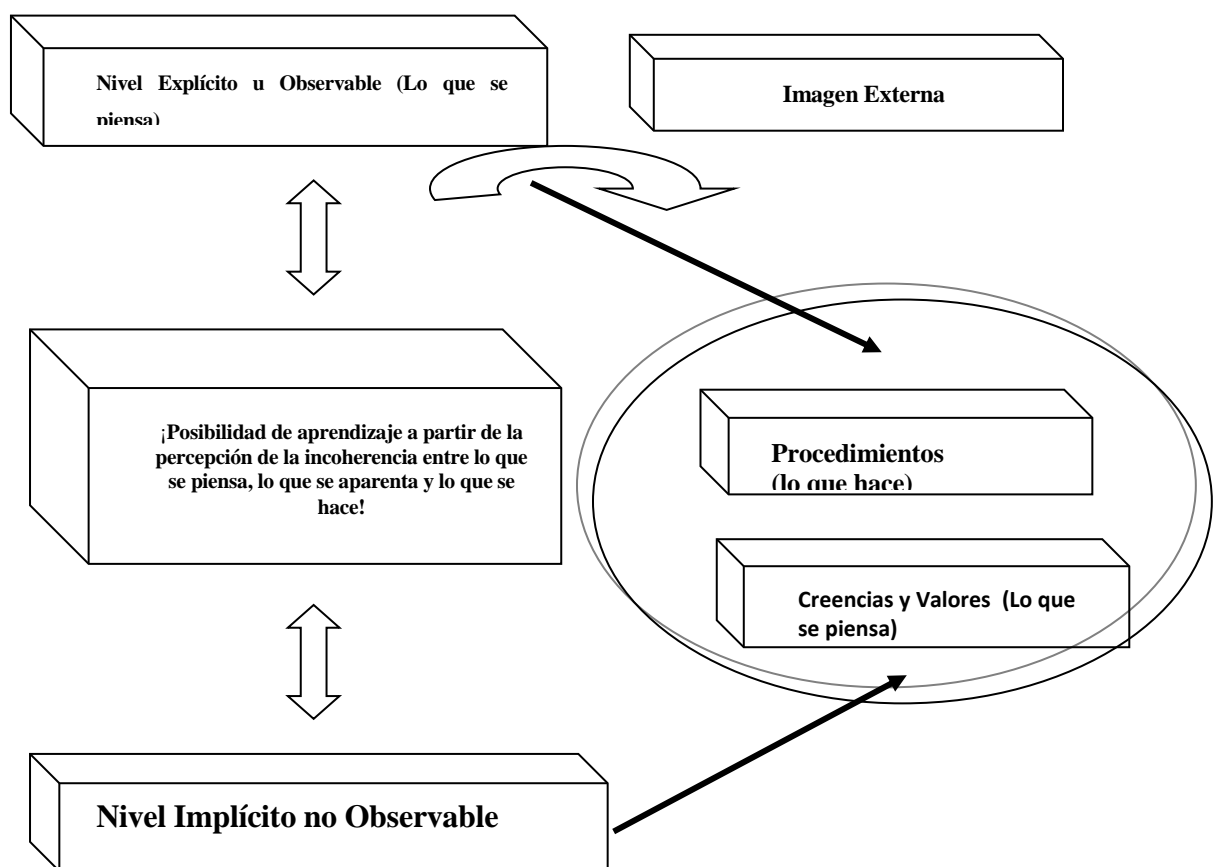 Nivel Explícito u Observable (Lo que se
piensa)
Imagen Externa
¡Posibilidad de aprendizaje a partir de la
percepción de la incoherencia entre lo que
se piensa, lo que se aparenta y lo que se
hace!
Procedimientos
(lo que hace)
Creencias y Valores (Lo que
se piensa)
Nivel Implícito no Observable